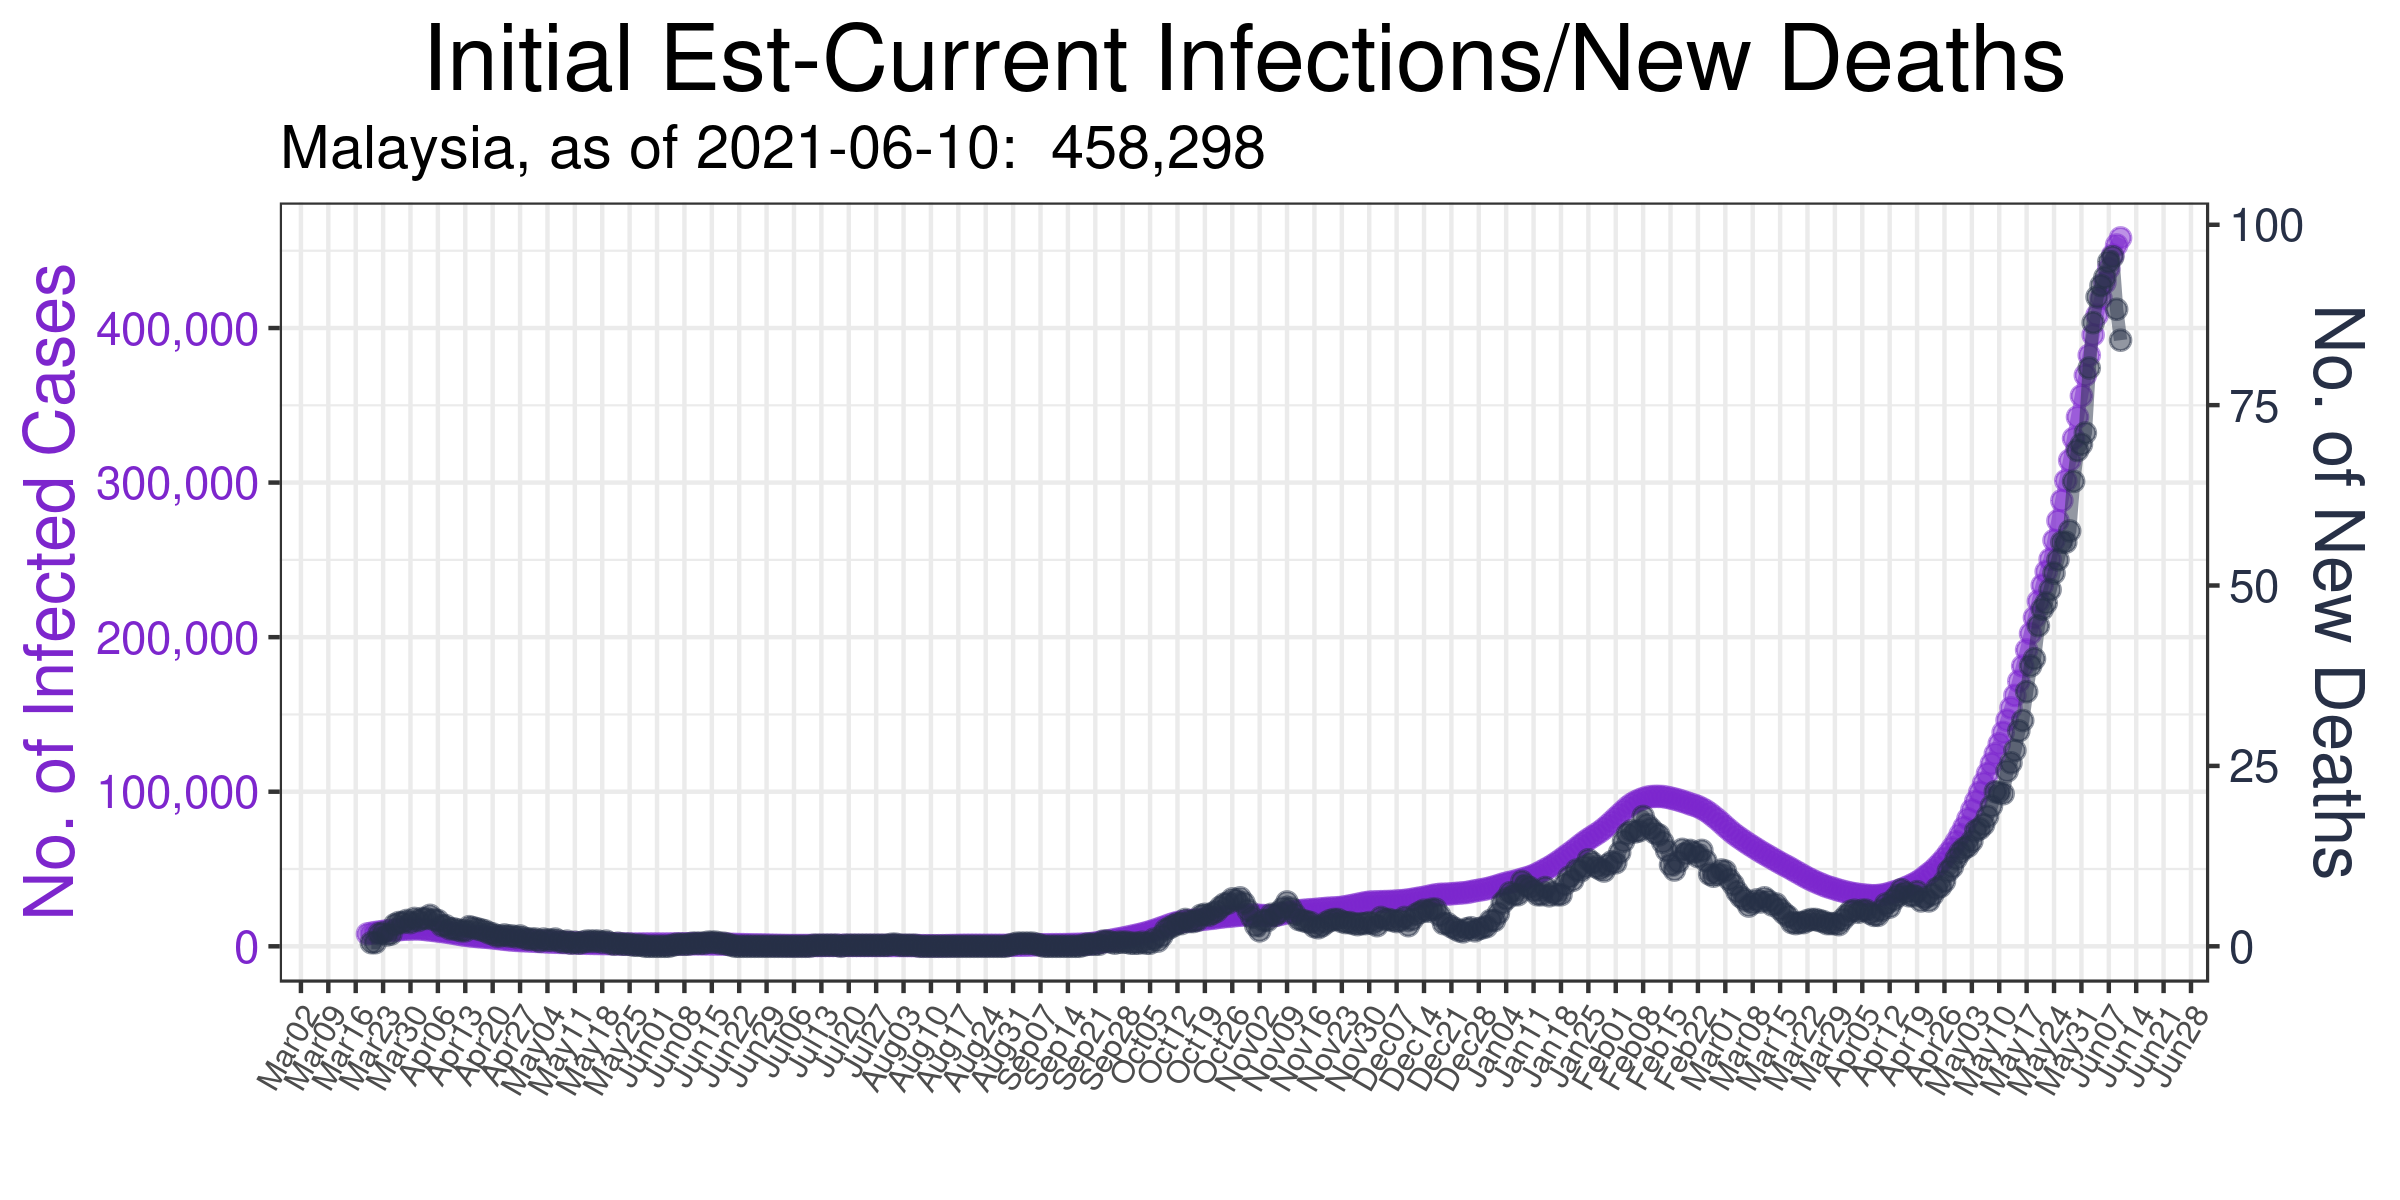 Initial Est-Current Infections/New Deaths
Malaysia, as of 2021-06-10:  458,298
No. of Infected Cases
400,000
300,000
200,000
100,000
0
100
75
50
25
0
No. of New Deaths
Mar02
Mar09
Mar16
Mar23
Mar30
Apr06
Apr13
Apr20
Apr27
May04
May11
May18
May25
Jun01
Jun08
Jun15
Jun22
Jun29
Jul06
Jul13
Jul20
Jul27
Aug03
Aug10
Aug17
Aug24
Aug31
Sep07
Sep14
Sep21
Sep28
Oct05
Oct12
Oct19
Oct26
Nov02
Nov09
Nov16
Nov23
Nov30
Dec07
Dec14
Dec21
Dec28
Jan04
Jan11
Jan18
Jan25
Feb01
Feb08
Feb15
Feb22
Mar01
Mar08
Mar15
Mar22
Mar29
Apr05
Apr12
Apr19
Apr26
May03
May10
May17
May24
May31
Jun07
Jun14
Jun21
Jun28